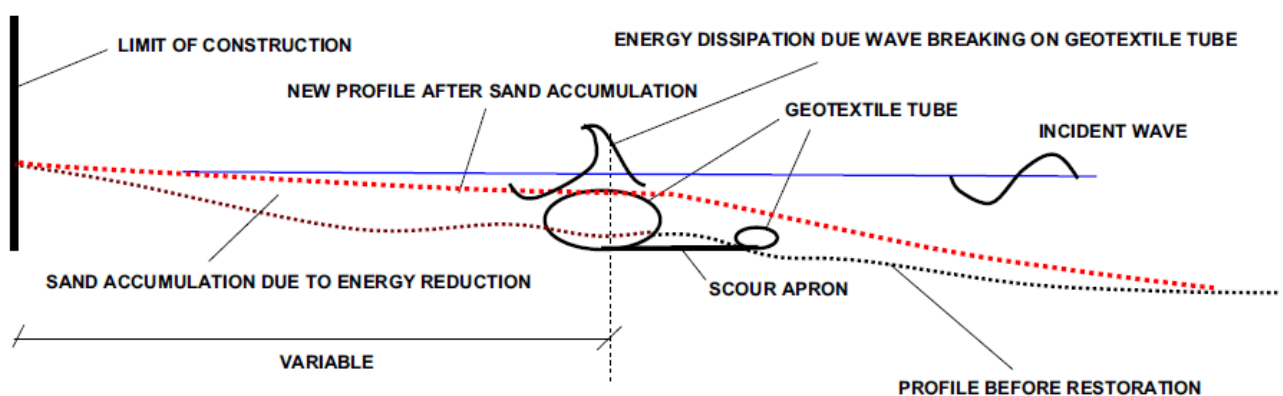 LIMIT OF CONSTRUCTION
ENERGY DISSIPATION DUE WAVE BREAKING ON GEOTEXTILE TUBE
NEW PROFILE AFTER SAND ACCUMULATION
GEOTEXTILE TUBE
INCIDENT WAVE
SAND ACCUMULATION DUE TO ENERGY REDUCTION
SCOUR APRON
VARIABLE
PROFILE BEFORE RESTORATION